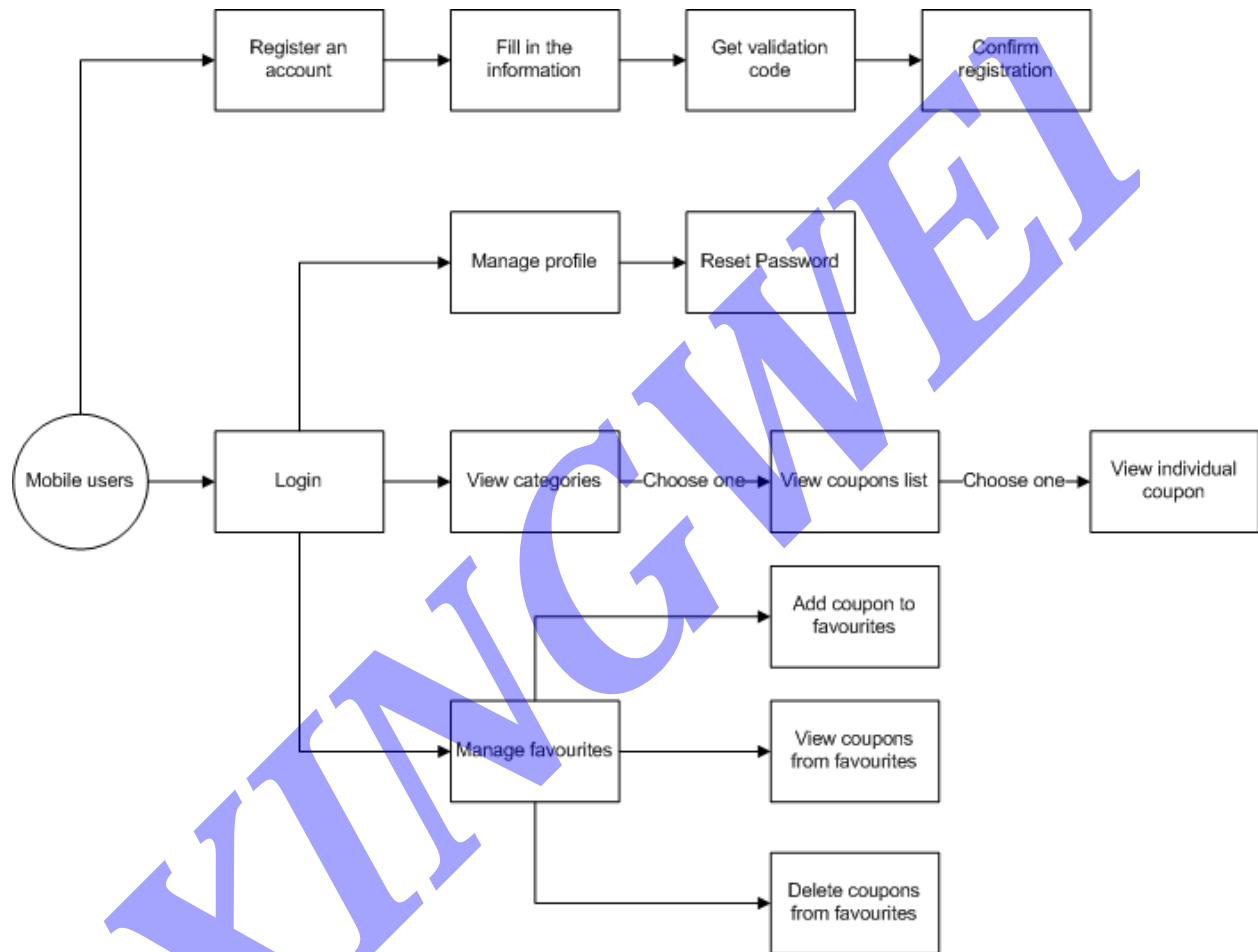 Register an
account
Fill in the
information
Get validation
code
Confirm
registration
Manage profile
Reset Password
Mobile users
Login
View categories
Choose one
View coupons list
Choose one
View individual
coupon
Add coupon to
favourites
Manage favourites
View coupons
from favourites
Delete coupons
from favourites
XINGWEI